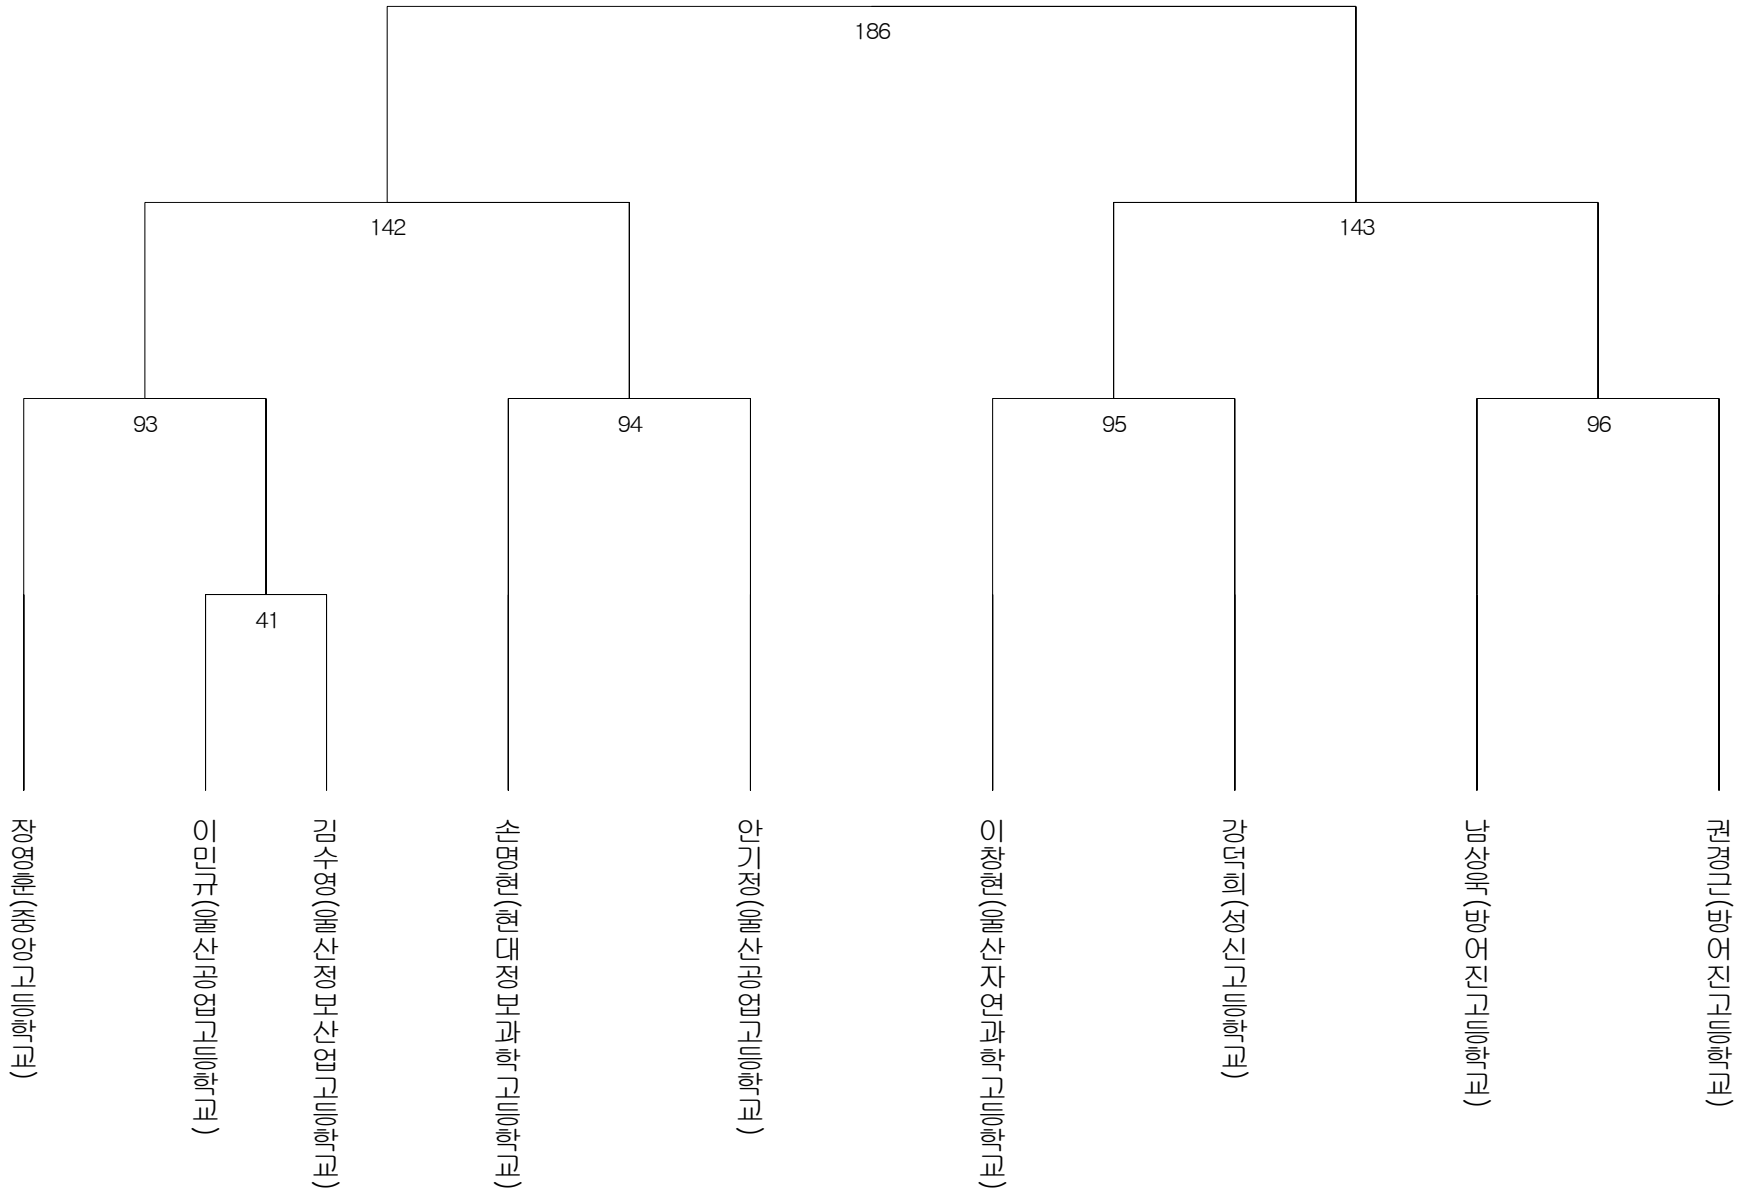 186
142
143
93
94
95
96
41
장영훈(중앙고등학교)
이민규(울산공업고등학교)
김수영(울산정보산업고등학교)
손명현(현대정보과학고등학교)
안기정(울산공업고등학교)
이창현(울산자연과학고등학교)
강덕희(성신고등학교)
남상욱(방어진고등학교)
권경근(방어진고등학교)